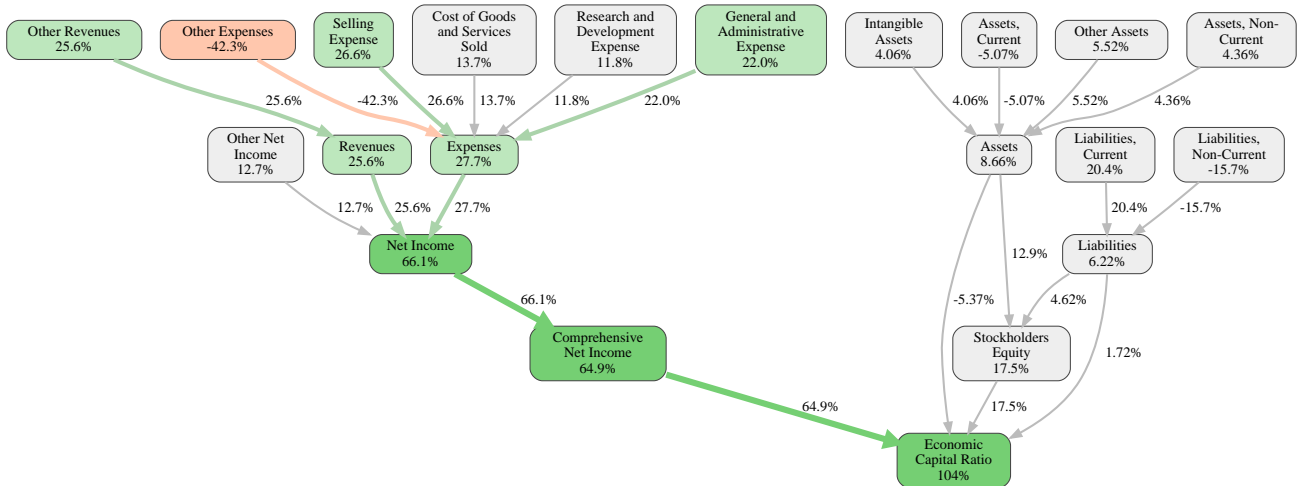 Other Revenues
25.6%
Other Expenses
-42.3%
Selling
Expense
26.6%
Cost of Goods
and Services
Sold
13.7%
Research and
Development
Expense
11.8%
General and
Administrative
Expense
22.0%
Intangible
Assets
4.06%
Assets,
Current
-5.07%
Other Assets
5.52%
Assets, Non-
Current
4.36%
25.6%
-42.3%
26.6%
13.7%
11.8%
22.0%
4.06%
-5.07%
5.52%
4.36%
Other Net
Income
12.7%
Revenues
25.6%
Expenses
27.7%
Assets
8.66%
Liabilities,
Current
20.4%
Liabilities,
Non-Current
-15.7%
12.7%
25.6%
27.7%
20.4%
-15.7%
Net Income
66.1%
12.9%
Liabilities
6.22%
66.1%
-5.37%
4.62%
Comprehensive
Net Income
64.9%
Stockholders
Equity
17.5%
1.72%
64.9%
17.5%
Economic
Capital Ratio
104%